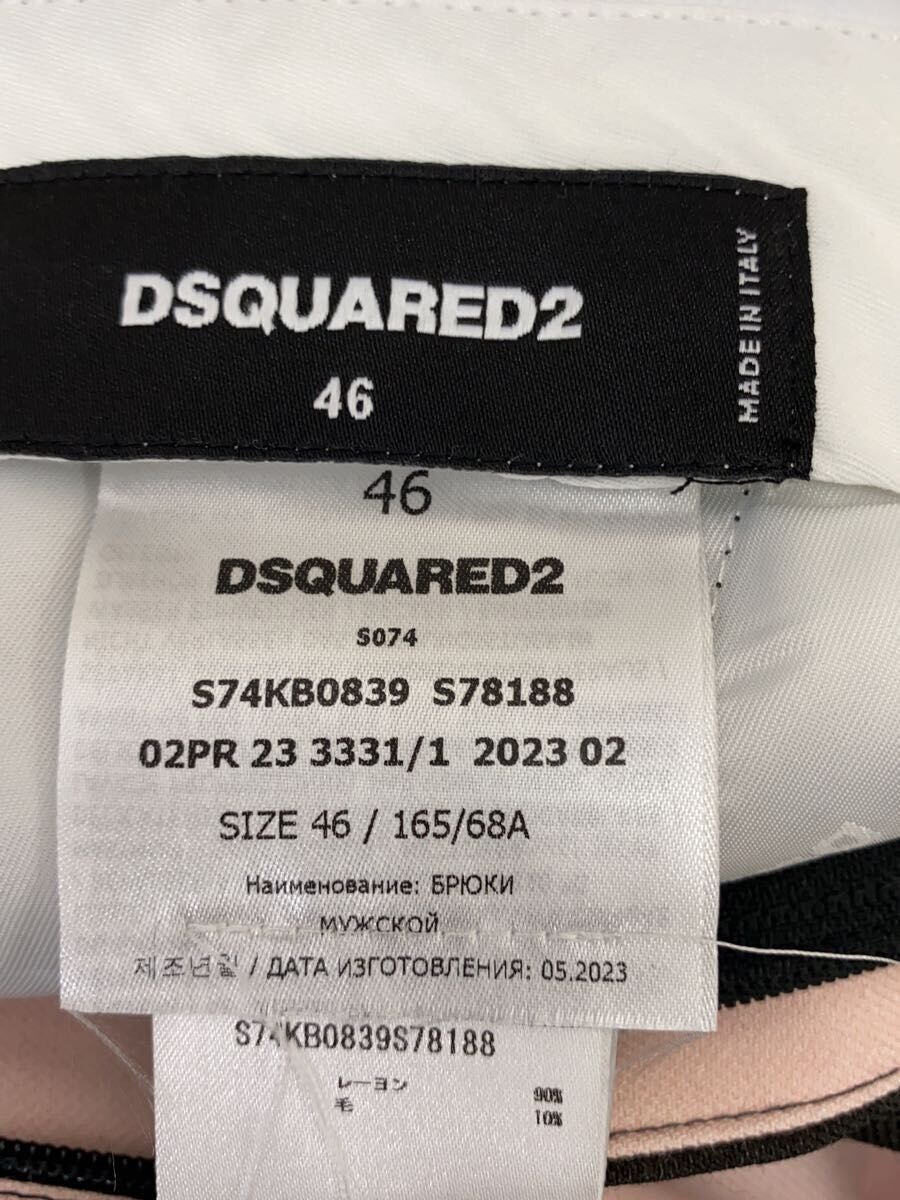 DSQUARED2
46
MADE IN ITALY
46
DSQUARED2
S074
S74KB0839 S78188
02PR 23 3331/1 2023 02
SIZE 46 / 165/68A
Наименование: БРЮКИ
МУЖСКОЙ
제조년월 / ДАТА ИЗГОТОВЛЕНИЯ: 05.2023
S74KB0839S78188
レーヨン 90%
毛 10%